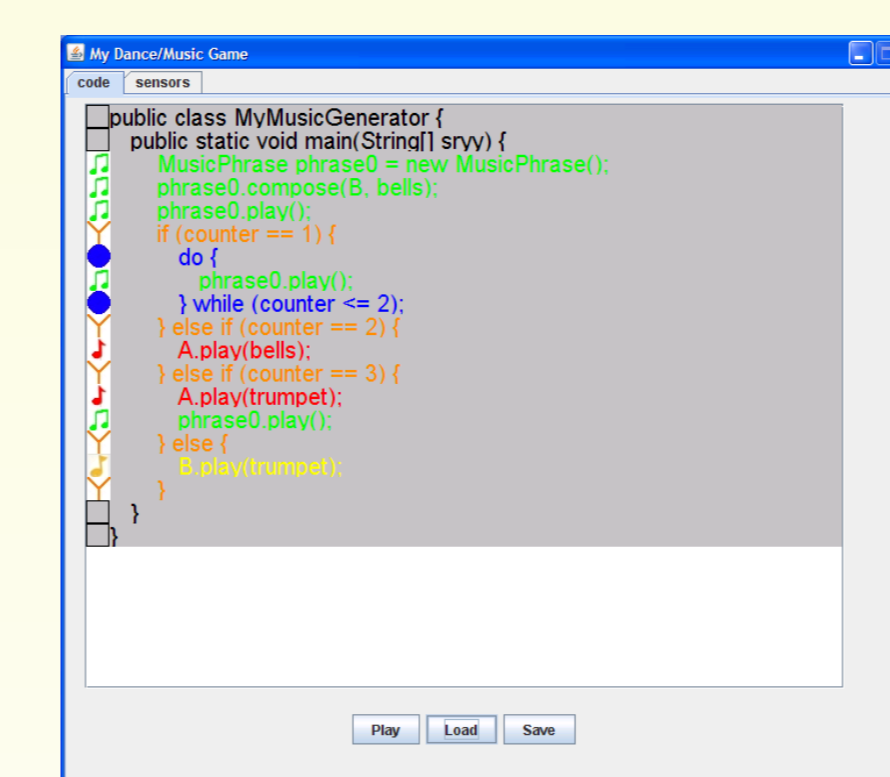 My Dance/Music Game
code sensors
public class MyMusicGenerator {
public static void main(String[] sryy) {
MusicPhrase phrase0 = new MusicPhrase();
phrase0.compose(B, bells);
phrase0.play();
if (counter == 1) {
do {
phrase0.play();
} while (counter <= 2);
} else if (counter == 2) {
A.play(bells);
} else if (counter == 3) {
A.play(trumpet);
phrase0.play();
} else {
B.play(trumpet);
}
}
}
Play Load Save